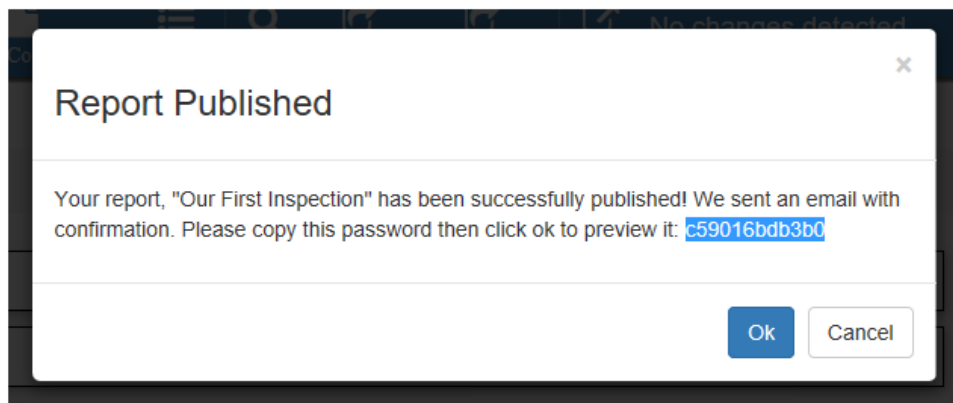 No changes detected
Co
×
Report Published
Your report, "Our First Inspection" has been successfully published! We sent an email with
confirmation. Please copy this password then click ok to preview it: c59016bdb3b0
Ok
Cancel